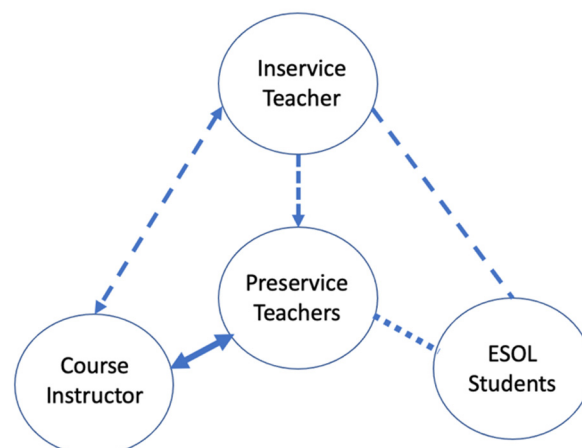 Inservice
Teacher
Preservice
Teachers
Course
Instructor
ESOL
Students